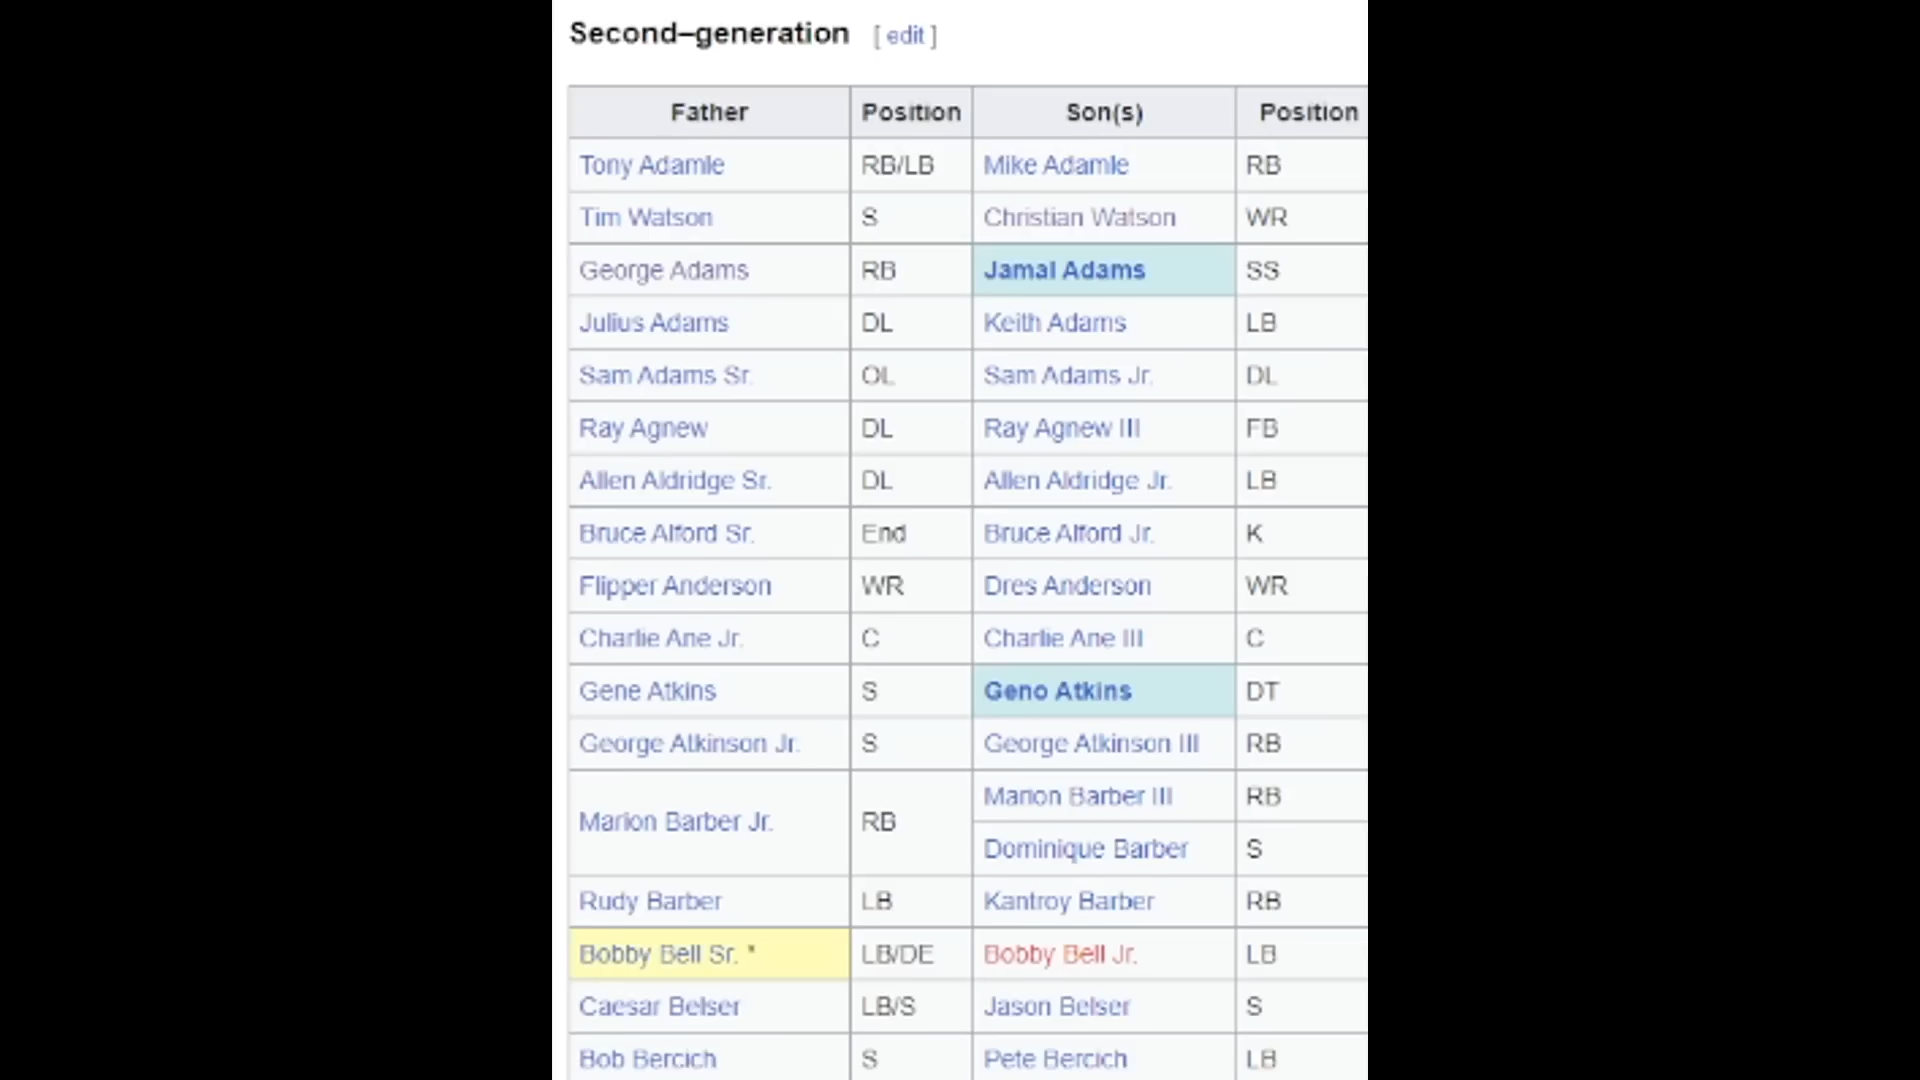 Second–generation [ edit ]
Father Position Son(s) Position
Tony Adamle RB/LB Mike Adamle RB
Tim Watson S Christian Watson WR
George Adams RB Jamal Adams SS
Julius Adams DL Keith Adams LB
Sam Adams Sr. OL Sam Adams Jr. DL
Ray Agnew DL Ray Agnew III FB
Allen Aldridge Sr. DL Allen Aldridge Jr. LB
Bruce Alford Sr. End Bruce Alford Jr. K
Flipper Anderson WR Dres Anderson WR
Charlie Ane Jr. C Charlie Ane III C
Gene Atkins S Geno Atkins DT
George Atkinson Jr. S George Atkinson III RB
Marion Barber Jr. RB Marion Barber III RB
Dominique Barber S
Rudy Barber LB Kantroy Barber RB
Bobby Bell Sr. * LB/DE Bobby Bell Jr. LB
Caesar Belser LB/S Jason Belser S
Bob Bercich S Pete Bercich LB